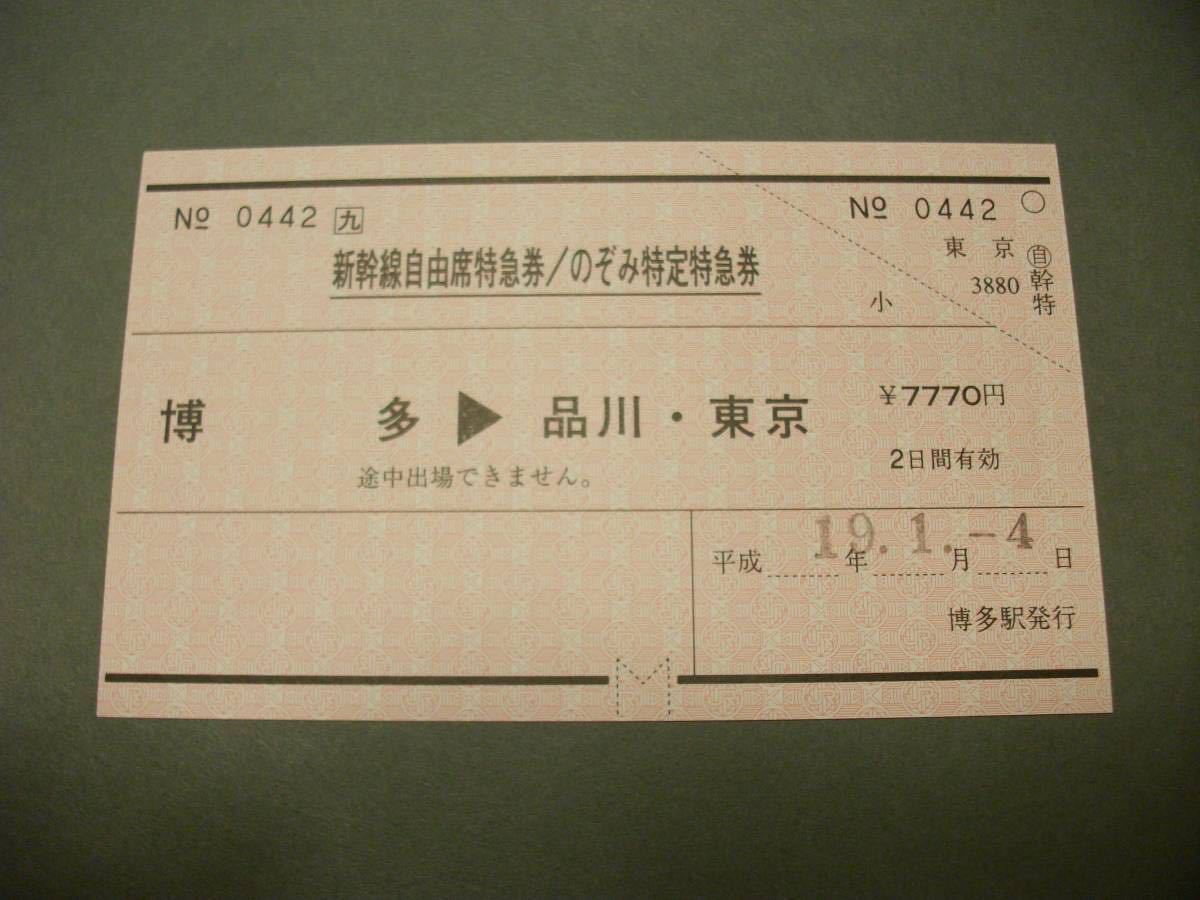 № 0442 九
№ 0442 ○
新幹線自由席特急券/のぞみ特定特急券
東京
自幹特
小 3880
博多▶品川・東京
¥7770円
途中出場できません。
2日間有効
19.1.-4
平成 年 月 日
博多駅発行